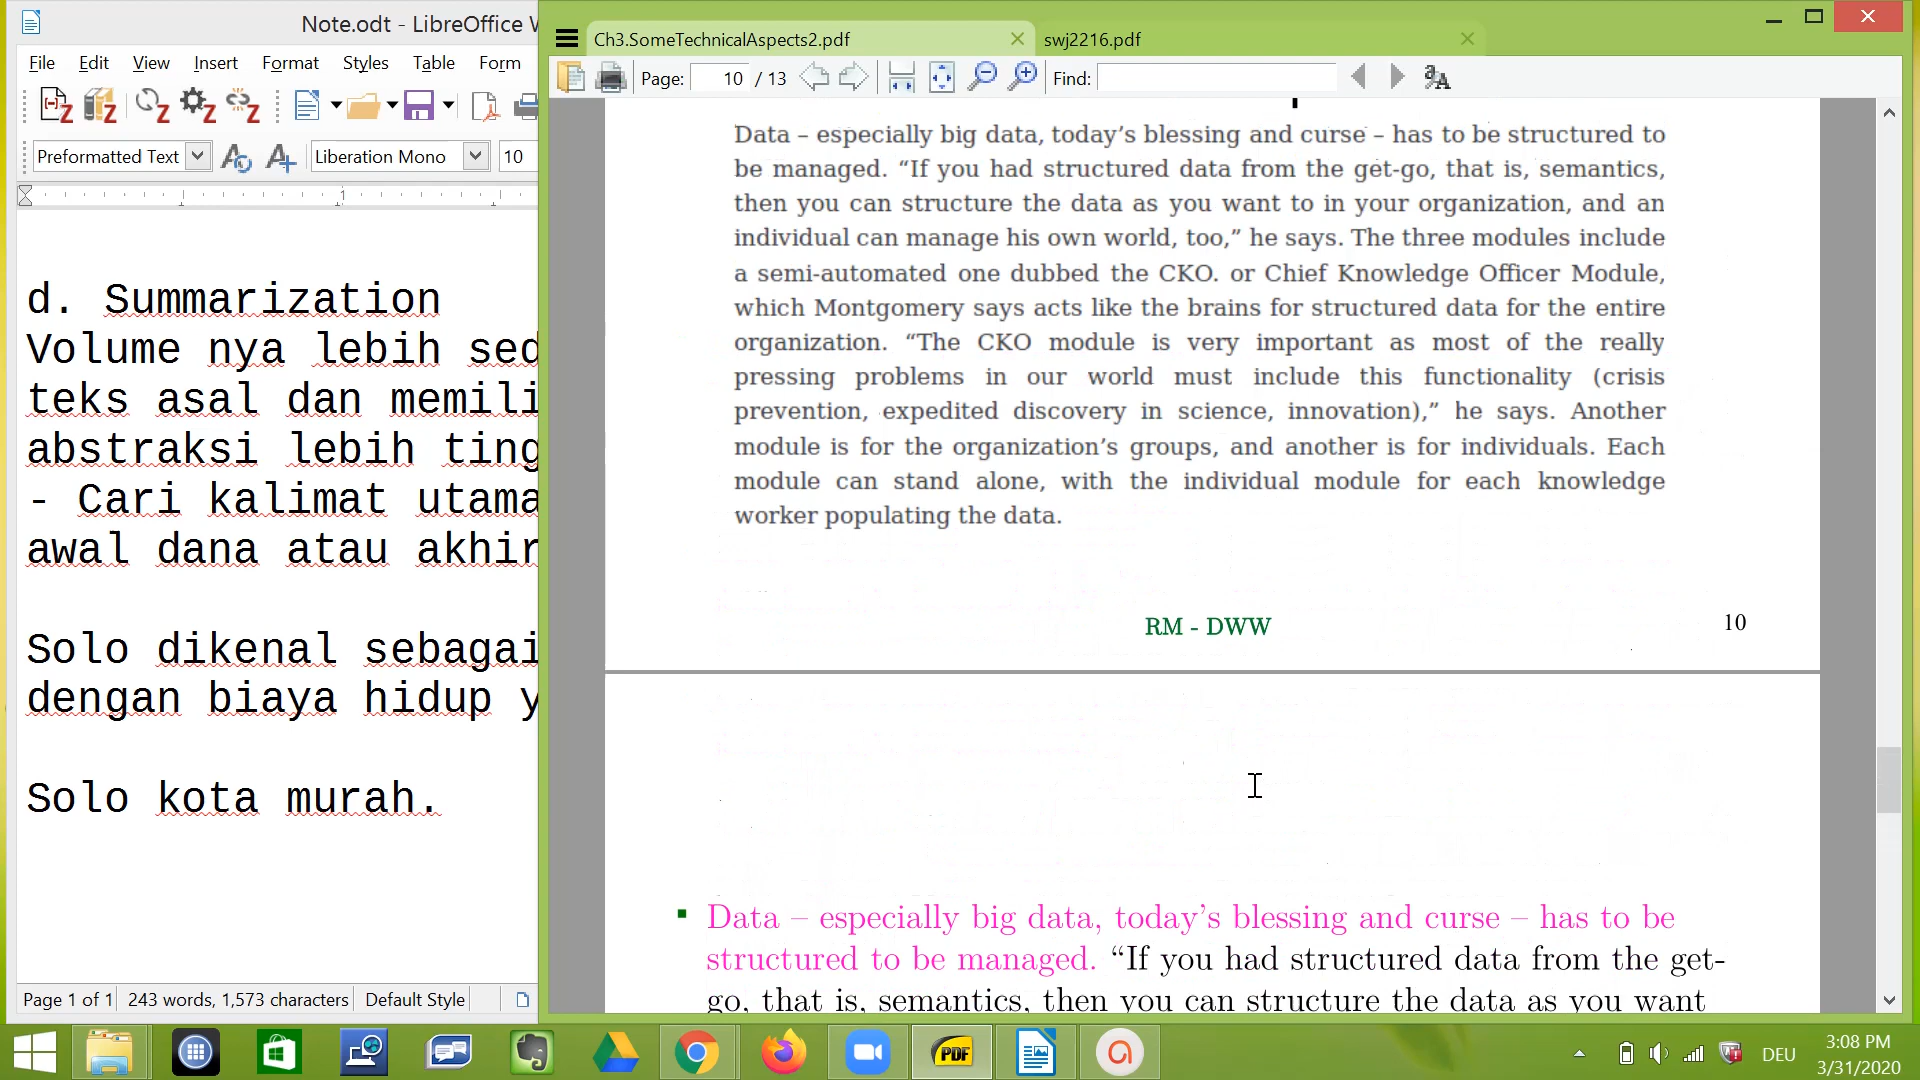 Note.odt - LibreOffice W
File Edit View Insert Format Styles Table Form
Preformatted Text Liberation Mono 10
1
d. Summarization
Volume nya lebih sed
teks asal dan memili
abstraksi lebih ting
- Cari kalimat utama
awal dana atau akhir
Solo dikenal sebagai
dengan biaya hidup y
Solo kota murah.
Page 1 of 1 243 words, 1,573 characters Default Style
Ch3.SomeTechnicalAspects2.pdf swj2216.pdf
Page: 10 / 13 Find:
Data – especially big data, today’s blessing and curse – has to be structured to
be managed. “If you had structured data from the get-go, that is, semantics,
then you can structure the data as you want to in your organization, and an
individual can manage his own world, too,” he says. The three modules include
a semi-automated one dubbed the CKO. or Chief Knowledge Officer Module,
which Montgomery says acts like the brains for structured data for the entire
organization. “The CKO module is very important as most of the really
pressing problems in our world must include this functionality (crisis
prevention, expedited discovery in science, innovation),” he says. Another
module is for the organization’s groups, and another is for individuals. Each
module can stand alone, with the individual module for each knowledge
worker populating the data.
RM - DWW
10
Data – especially big data, today’s blessing and curse – has to be
structured to be managed. “If you had structured data from the get-
go, that is, semantics, then you can structure the data as you want
PDF
DEU
3:08 PM
3/31/2020